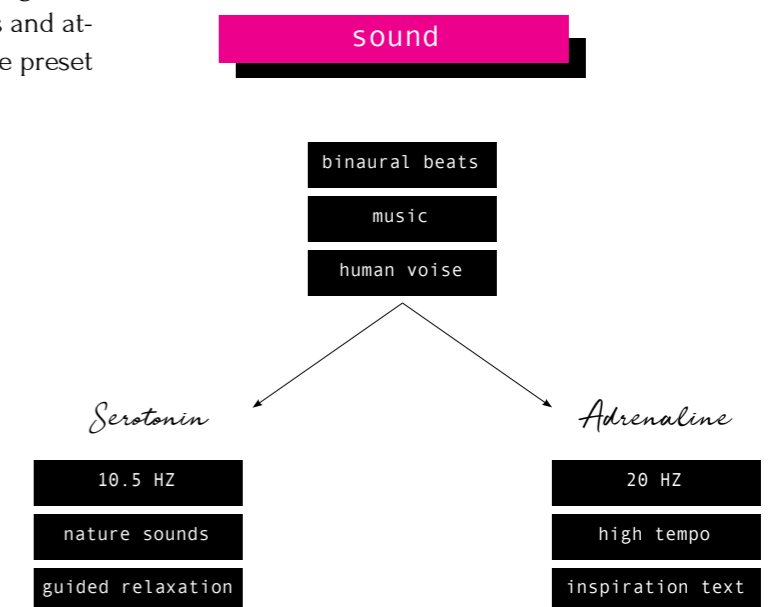 s and at-
e preset
sound
binaural beats
music
human voise
Serotonin
Adrenaline
10.5 HZ
20 HZ
nature sounds
high tempo
guided relaxation
inspiration text